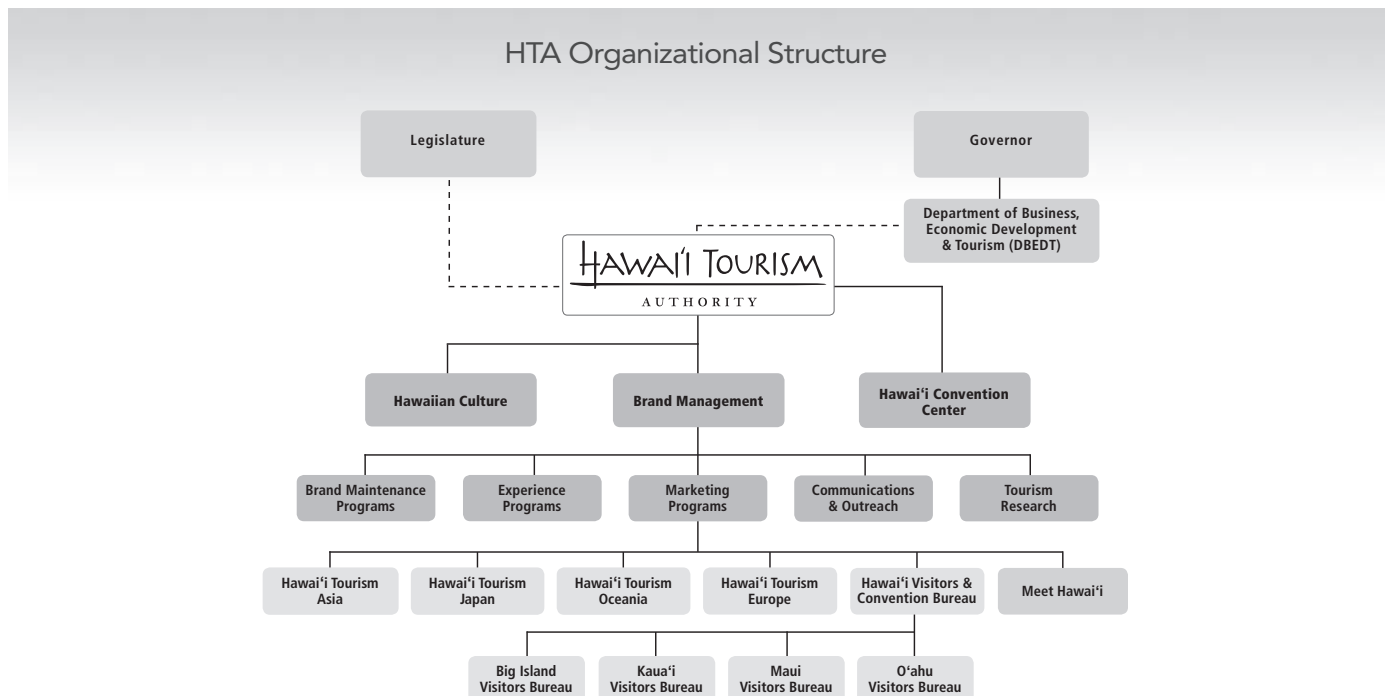 HTA Organizational Structure
Legislature
Governor
Department of Business,
Economic Development
& Tourism (DBEDT)
HAWAI‘I TOURISM
AUTHORITY
Hawaiian Culture
Brand Management
Hawai‘i Convention
Center
Brand Maintenance
Programs
Experience
Programs
Marketing
Programs
Communications
& Outreach
Tourism
Research
Hawai‘i Tourism
Asia
Hawai‘i Tourism
Japan
Hawai‘i Tourism
Oceania
Hawai‘i Tourism
Europe
Hawai‘i Visitors &
Convention Bureau
Meet Hawai‘i
Big Island
Visitors Bureau
Kaua‘i
Visitors Bureau
Maui
Visitors Bureau
O‘ahu
Visitors Bureau